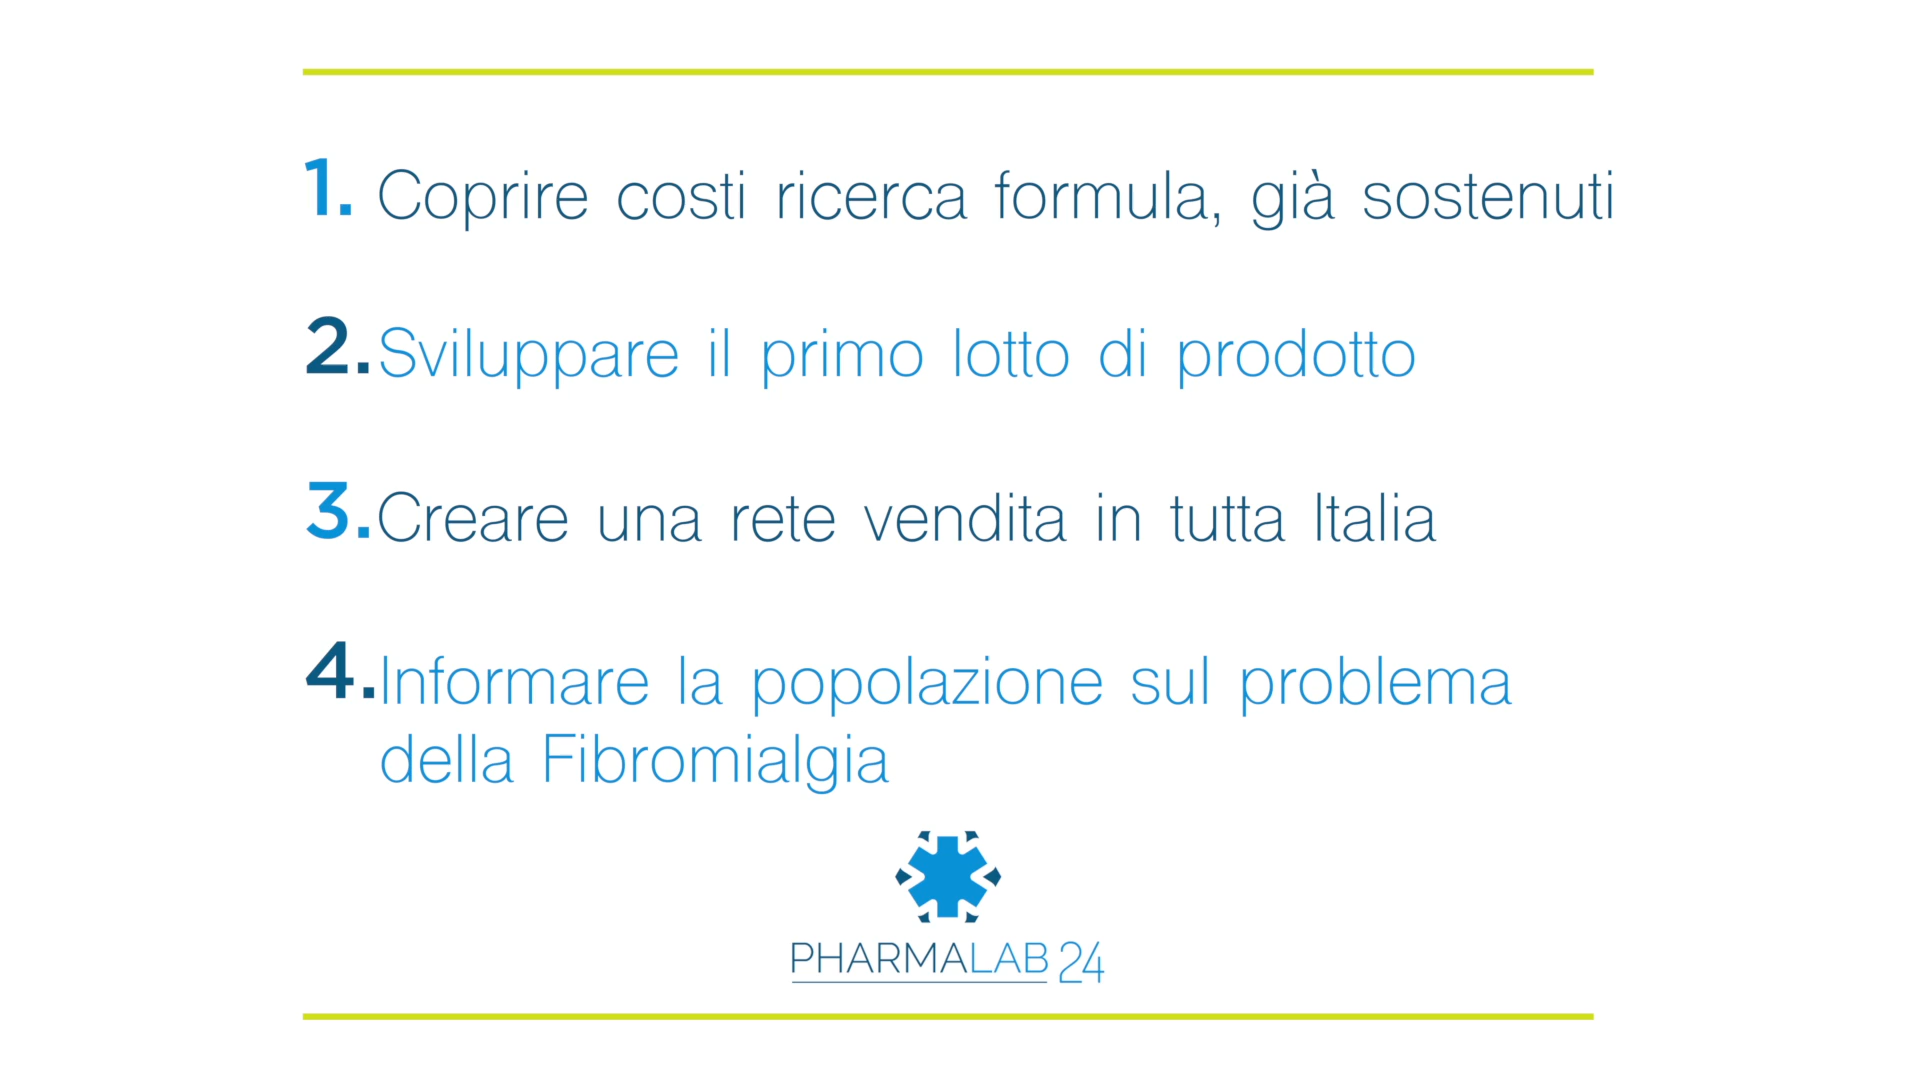 1. Coprire costi ricerca formula, già sostenuti
2. Sviluppare il primo lotto di prodotto
3. Creare una rete vendita in tutta Italia
4. Informare la popolazione sul problema
della Fibromialgia
PHARMALAB 24